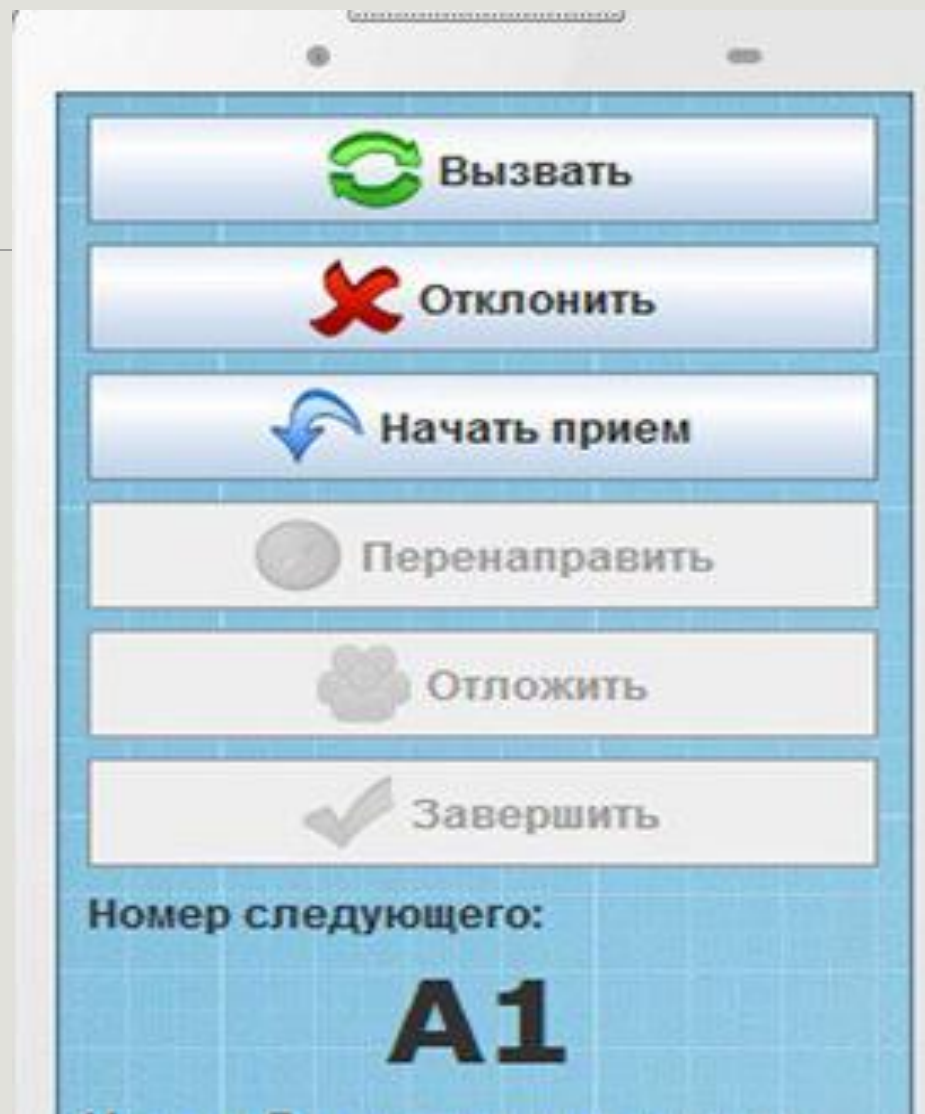 Вызвать
Отклонить
Начать прием
Перенаправить
Отложить
Завершить
Номер следующего:
A1